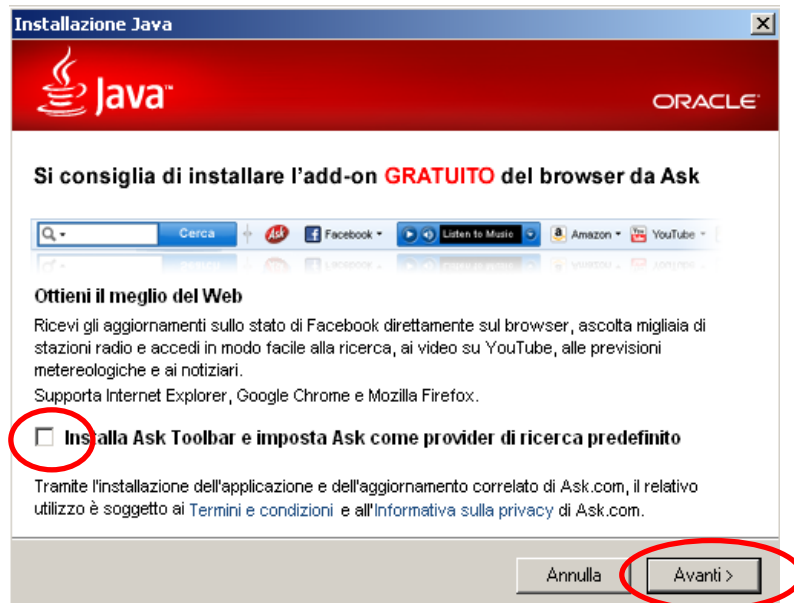 Installazione Java
Java™
ORACLE
Si consiglia di installare l'add-on GRATUITO del browser da Ask
Cerca Ask Facebook Listen to Music Amazon YouTube
Ottieni il meglio del Web
Ricevi gli aggiornamenti sullo stato di Facebook direttamente sul browser, ascolta migliaia di
stazioni radio e accedi in modo facile alla ricerca, ai video su YouTube, alle previsioni
metereologiche e ai notiziari.
Supporta Internet Explorer, Google Chrome e Mozilla Firefox.
Installa Ask Toolbar e imposta Ask come provider di ricerca predefinito
Tramite l'installazione dell'applicazione e dell'aggiornamento correlato di Ask.com, il relativo
utilizzo è soggetto ai Termini e condizioni e all'Informativa sulla privacy di Ask.com.
Annulla Avanti >